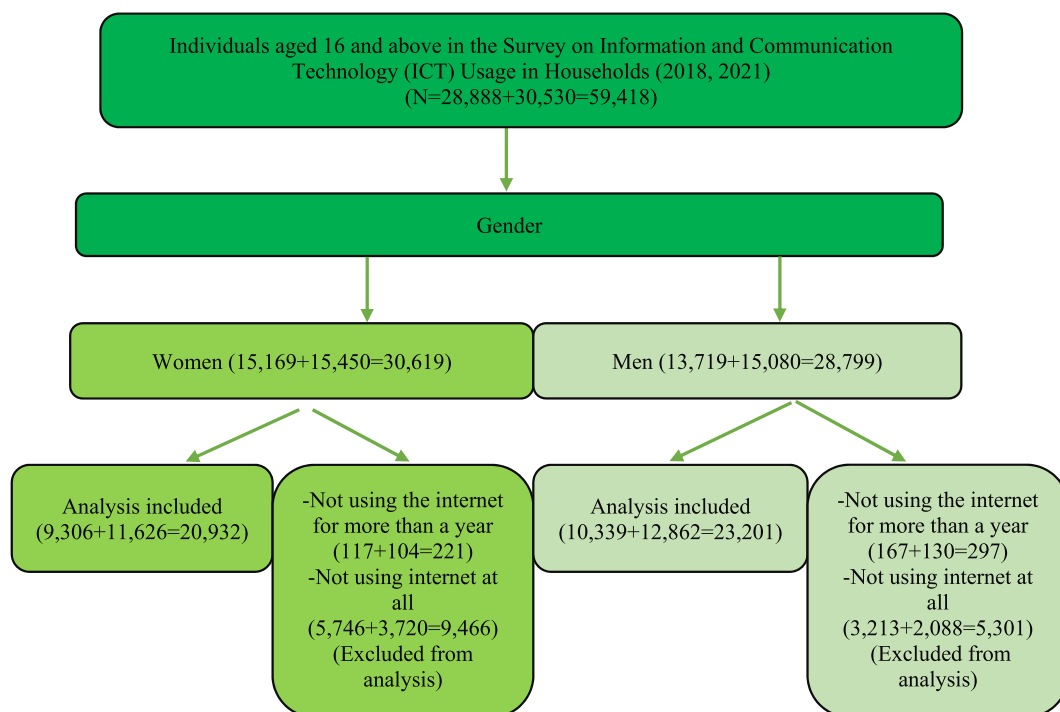 Individuals aged 16 and above in the Survey on Information and Communication
Technology (ICT) Usage in Households (2018, 2021)
(N=28,888+30,530=59,418)
Gender
Women (15,169+15,450=30,619)
Men (13,719+15,080=28,799)
Analysis included
(9,306+11,626=20,932)
-Not using the internet
for more than a year
(117+104=221)
-Not using internet at
all
(5,746+3,720=9,466)
(Excluded from
analysis)
Analysis included
(10,339+12,862=23,201)
-Not using the internet
for more than a year
(167+130=297)
-Not using internet at
all
(3,213+2,088=5,301)
(Excluded from
analysis)